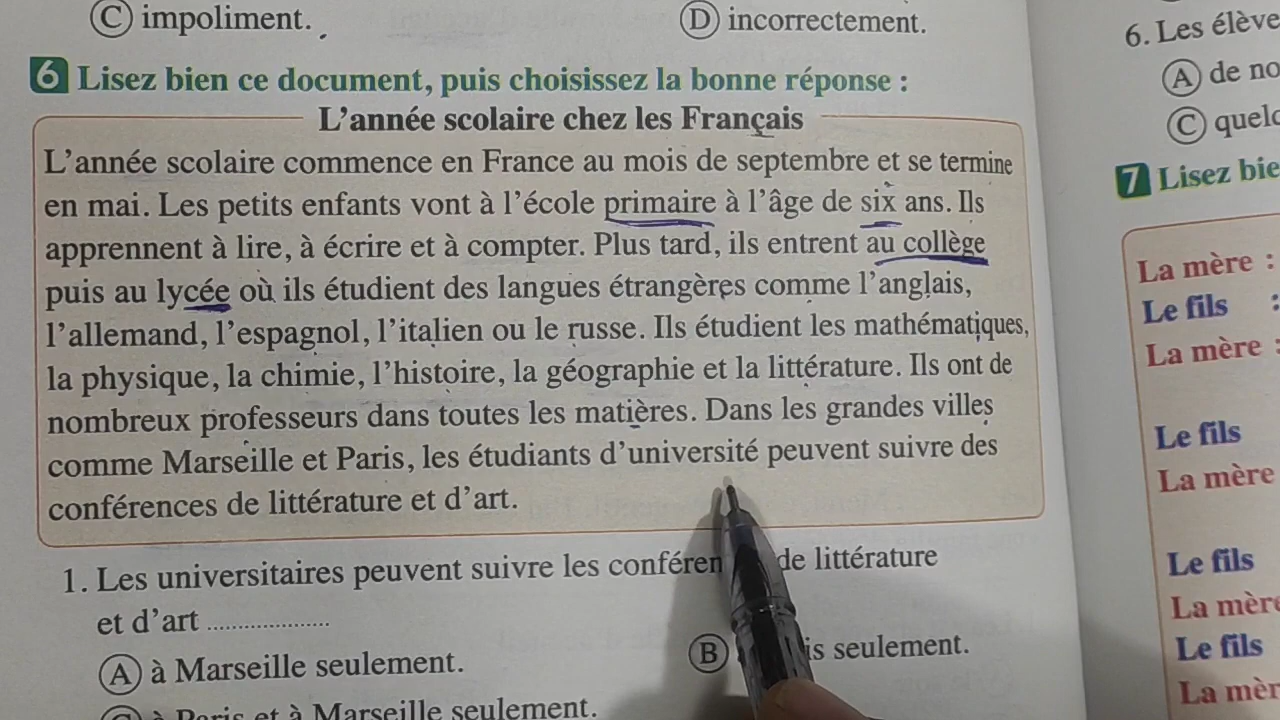 C impoliment.
D incorrectement.
6 Lisez bien ce document, puis choisissez la bonne réponse :
L'année scolaire chez les Français
L'année scolaire commence en France au mois de septembre et se termine
en mai. Les petits enfants vont à l'école primaire à l'âge de six ans. Ils
apprennent à lire, à écrire et à compter. Plus tard, ils entrent au collège
puis au lycée où ils étudient des langues étrangères comme l'anglais,
l'allemand, l'espagnol, l'italien ou le russe. Ils étudient les mathématiques,
la physique, la chimie, l'histoire, la géographie et la littérature. Ils ont de
nombreux professeurs dans toutes les matières. Dans les grandes villes
comme Marseille et Paris, les étudiants d'université peuvent suivre des
conférences de littérature et d'art.
1. Les universitaires peuvent suivre les conféren de littérature
et d'art ...................
A à Marseille seulement.
B is seulement.
C à Paris et à Marseille seulement.
6. Les élève
A de no
C quelc
7 Lisez bie
La mère :
Le fils :
La mère :
Le fils
La mère
Le fils
La mère
Le fils
La mèr